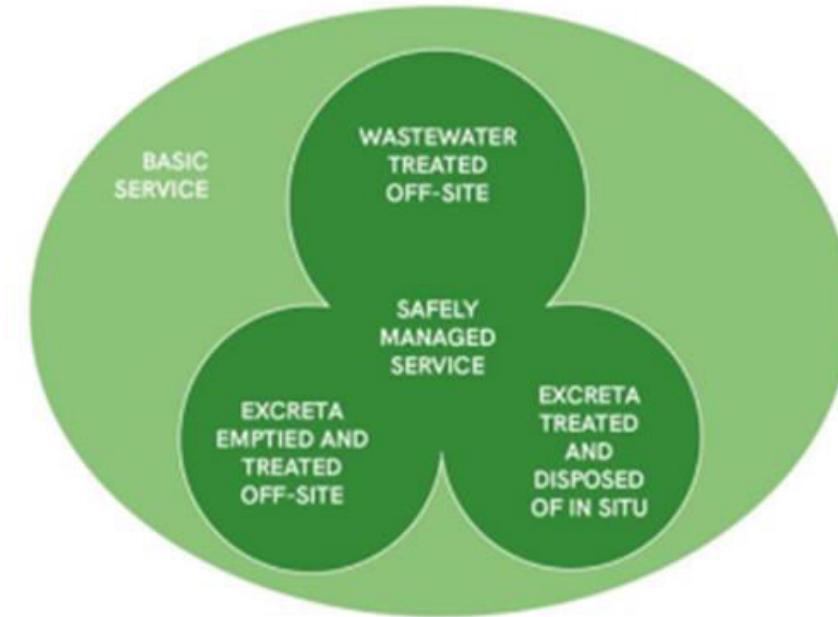 BASIC
SERVICE
WASTEWATER
TREATED
OFF-SITE
SAFELY
MANAGED
SERVICE
EXCRETA
EMPTIED AND
TREATED
OFF-SITE
EXCRETA
TREATED
AND
DISPOSED
OF IN SITU